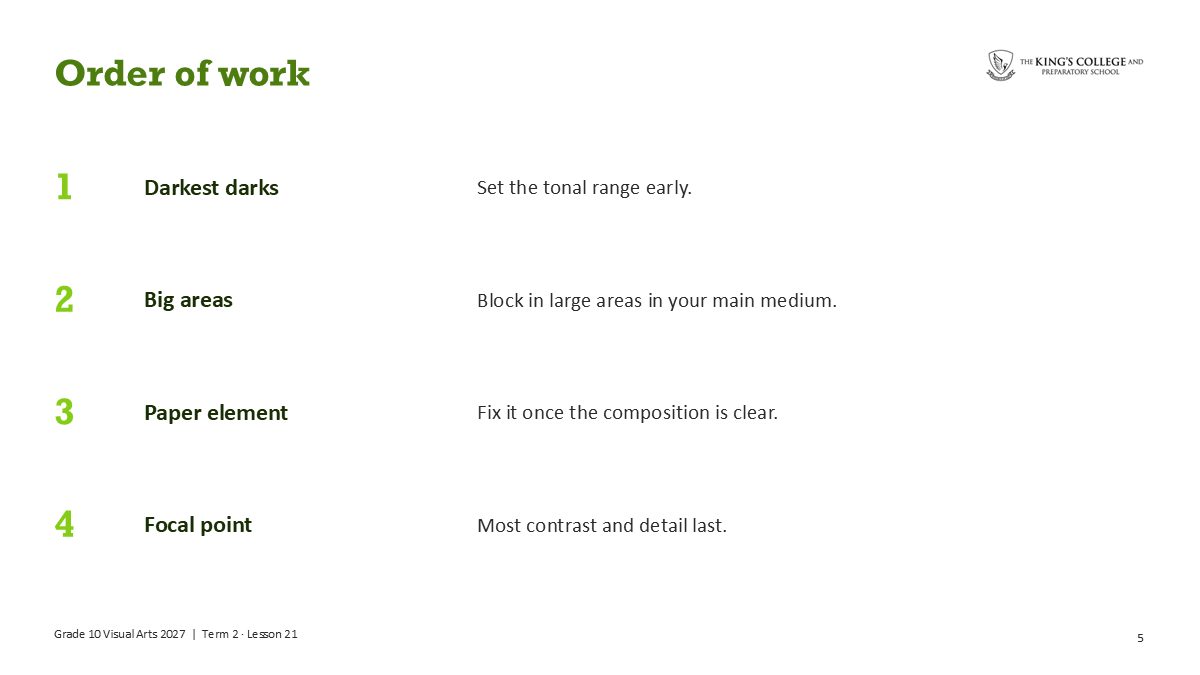 Order of work
THE KING'S COLLEGE AND
PREPARATORY SCHOOL
1 Darkest darks Set the tonal range early.
2 Big areas Block in large areas in your main medium.
3 Paper element Fix it once the composition is clear.
4 Focal point Most contrast and detail last.
Grade 10 Visual Arts 2027 | Term 2 · Lesson 21
5